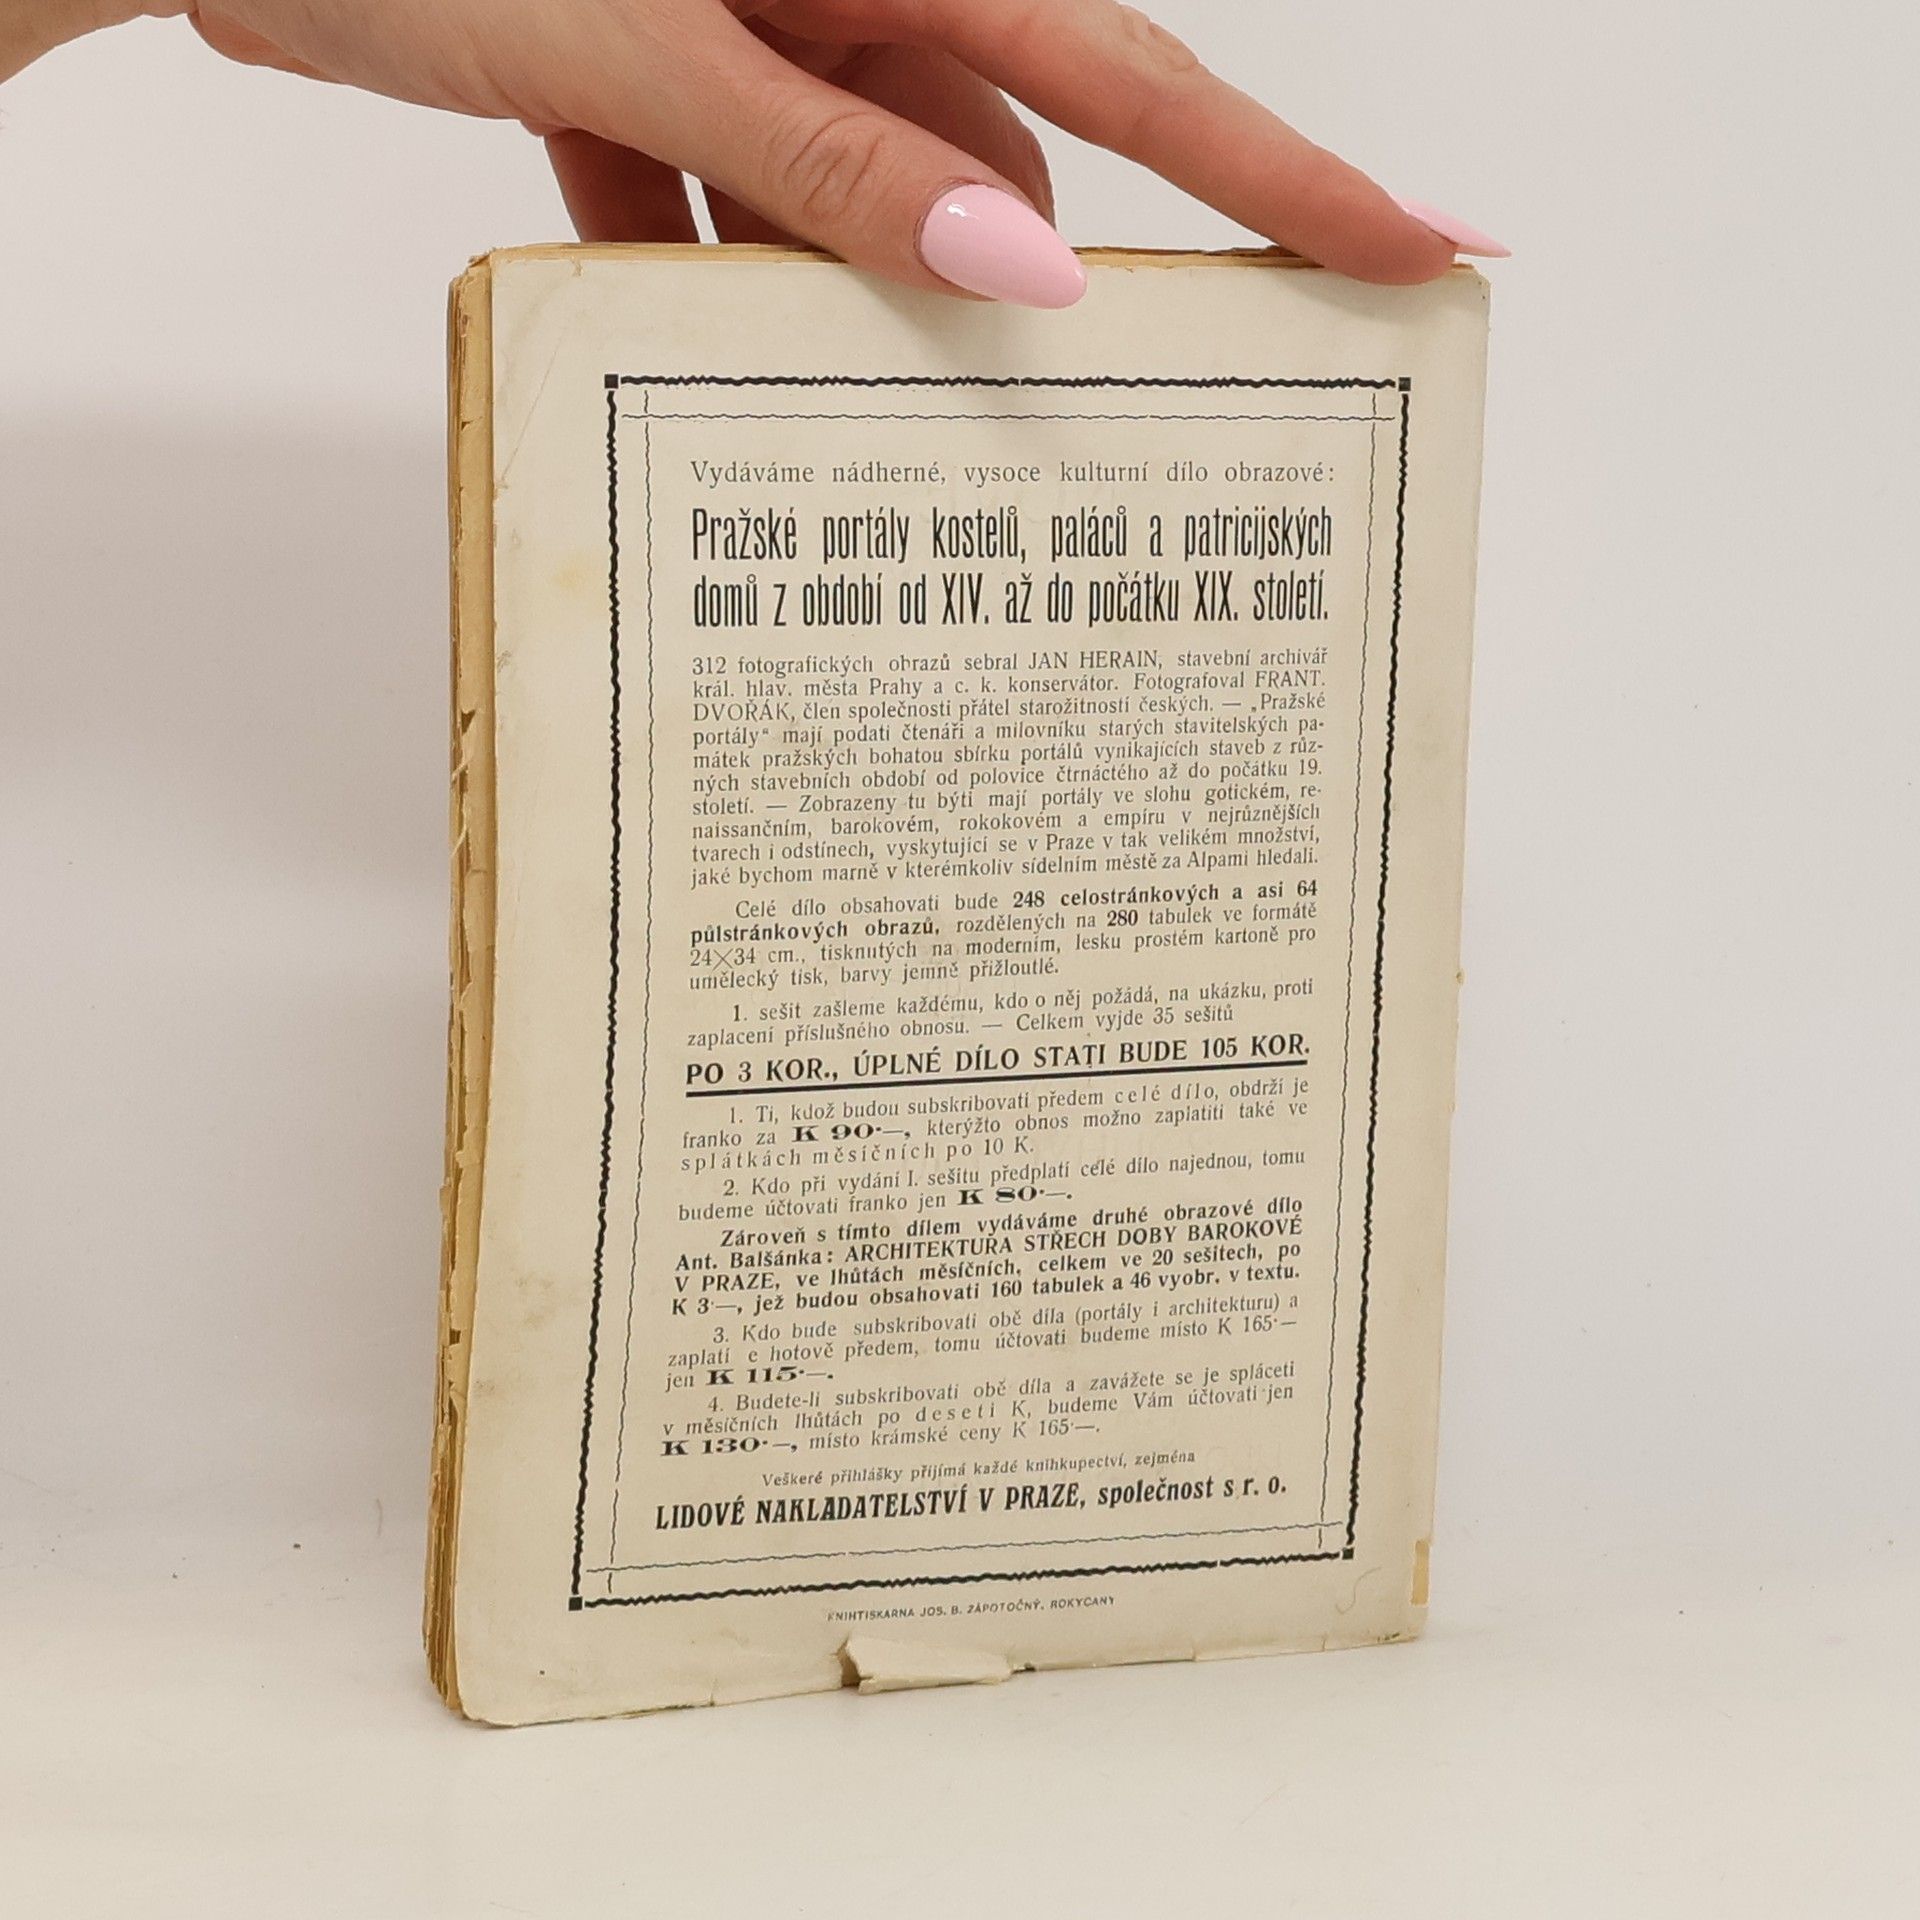 Vydáváme nádherné, vysoce kulturní dílo obrazové:
Pražské portály kostelů, paláců a patricijských
domů z období od XIV. až do počátku XIX. století.
312 fotografických obrazů sebral JAN HERAIN, stavební archivář
král. hlav. města Prahy a c. k. konservátor. Fotografoval FRANT.
DVOŘÁK, člen společnosti přátel starožitností českých. — „Pražské
portály“ mají podati čtenáři a milovníku starých stavitelských pa-
mátek pražských bohatou sbírku portálů vynikajících staveb z růz-
ných stavebních období od polovice čtrnáctého až do počátku 19.
století. — Zobrazeny tu býti mají portály ve slohu gotickém, re-
naissančním, barokovém, rokokovém a empíru v nejrůznějších
tvarech i odstínech, vyskytující se v Praze v tak velikém množství,
jaké bychom marně v kterémkoliv sídelním městě za Alpami hledali.
Celé dílo obsahovati bude 248 celostránkových a asi 64
půlstránkových obrazů, rozdělených na 280 tabulek ve formátě
24×34 cm., tisknutých na moderním, lesku prostém kartoně pro
umělecký tisk, barvy jemně přižloutlé.
1. sešit zašleme každému, kdo o něj požádá, na ukázku, proti
zaplacení příslušného obnosu. — Celkem vyjde 35 sešitů
PO 3 KOR., ÚPLNÉ DÍLO STATI BUDE 105 KOR.
1. Ti, kdož budou subskribovati předem celé dílo, obdrží je
franko za K 90·—, kterýžto obnos možno zaplatiti také ve
splátkách měsíčních po 10 K.
2. Kdo při vydání I. sešitu předplatí celé dílo najednou, tomu
budeme účtovati franko jen K 80·—.
Zároveň s tímto dílem vydáváme druhé obrazové dílo
Ant. Balšánka: ARCHITEKTURA STŘECH DOBY BAROKOVÉ
V PRAZE, ve lhůtách měsíčních, celkem ve 20 sešitech, po
K 3·—, jež budou obsahovati 160 tabulek a 46 vyobr. v textu.
3. Kdo bude subskribovati obě díla (portály i architekturu) a
zaplatí e hotově předem, tomu účtovati budeme místo K 165·—
jen K 115·—.
4. Budete-li subskribovati obě díla a zavážete se je spláceti
v měsíčních lhůtách po deseti K, budeme Vám účtovati jen
K 130·—, místo krámské ceny K 165·—.
Veškeré přihlášky přijímá každé knihkupectví, zejména
LIDOVÉ NAKLADATELSTVÍ V PRAZE, společnost s r. o.
KNIHTISKARNA JOS. B. ZÁPOTOČNÝ, ROKYCANY